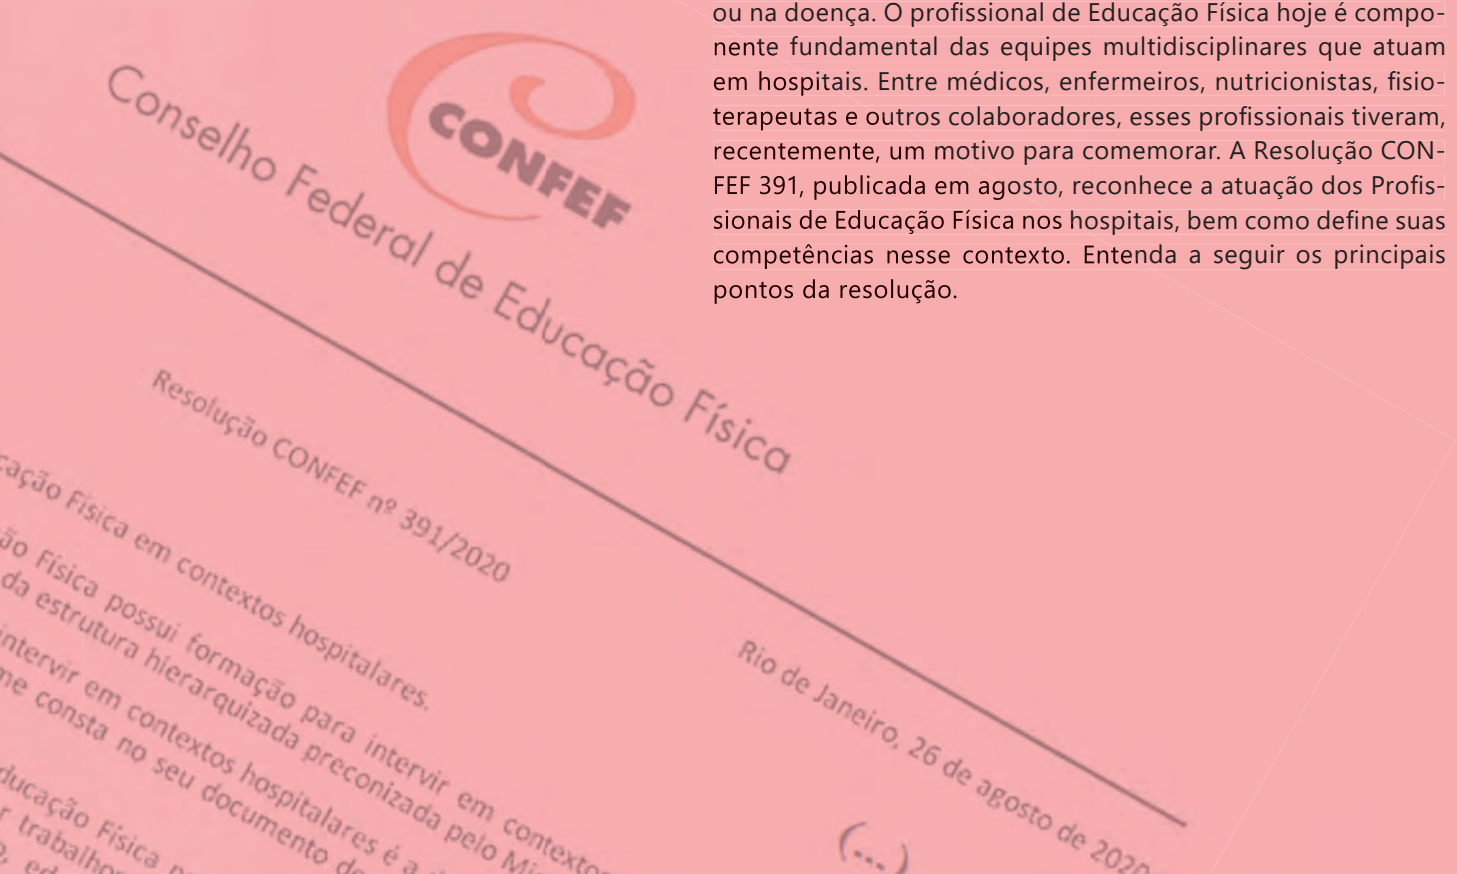 ou na doença. O profissional de Educação Física hoje é compo-
nente fundamental das equipes multidisciplinares que atuam
em hospitais. Entre médicos, enfermeiros, nutricionistas, fisio-
terapeutas e outros colaboradores, esses profissionais tiveram,
recentemente, um motivo para comemorar. A Resolução CON-
FEF 391, publicada em agosto, reconhece a atuação dos Profis-
sionais de Educação Física nos hospitais, bem como define suas
competências nesse contexto. Entenda a seguir os principais
pontos da resolução.
CONFEF
Conselho Federal de Educação Física
Resolução CONFEF nº 391/2020
Rio de Janeiro, 26 de agosto de 2020
Física em contextos hospitalares.
Física possui formação para intervir em
da estrutura hierarquizada preconizada pelo
intervir em contextos hospitalares é a
consta no seu documento de
Física
(...)